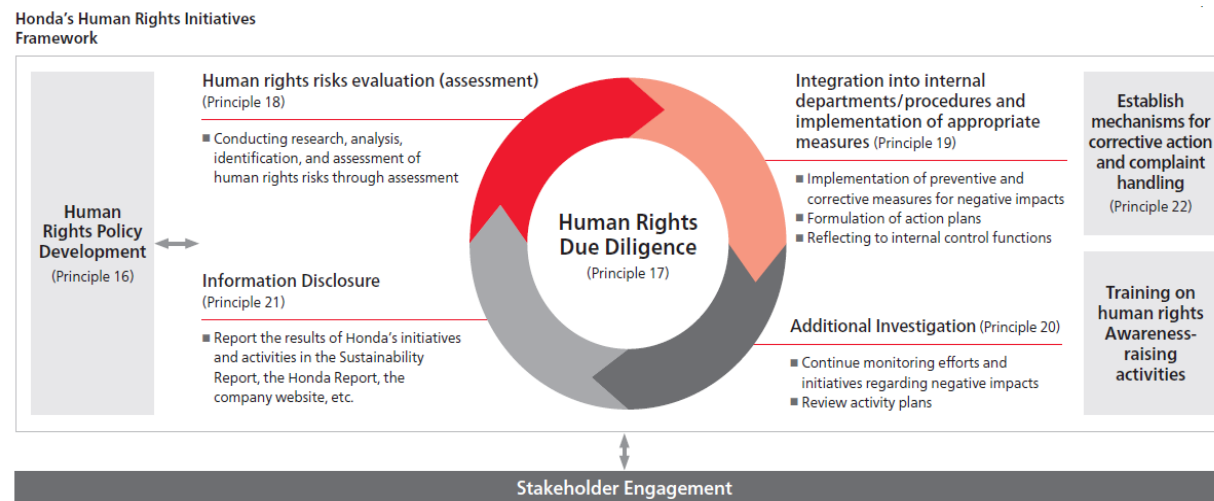 Honda's Human Rights Initiatives
Framework
Human
Rights Policy
Development
(Principle 16)
Human rights risks evaluation (assessment)
(Principle 18)
■ Conducting research, analysis,
identification, and assessment of
human rights risks through assessment
Information Disclosure
(Principle 21)
■ Report the results of Honda's initiatives
and activities in the Sustainability
Report, the Honda Report, the
company website, etc.
Human Rights
Due Diligence
(Principle 17)
Integration into internal
departments/procedures and
implementation of appropriate
measures (Principle 19)
■ Implementation of preventive and
corrective measures for negative impacts
■ Formulation of action plans
■ Reflecting to internal control functions
Additional Investigation (Principle 20)
■ Continue monitoring efforts and
initiatives regarding negative impacts
■ Review activity plans
Establish
mechanisms for
corrective action
and complaint
handling
(Principle 22)
Training on
human rights
Awareness-
raising
activities
Stakeholder Engagement